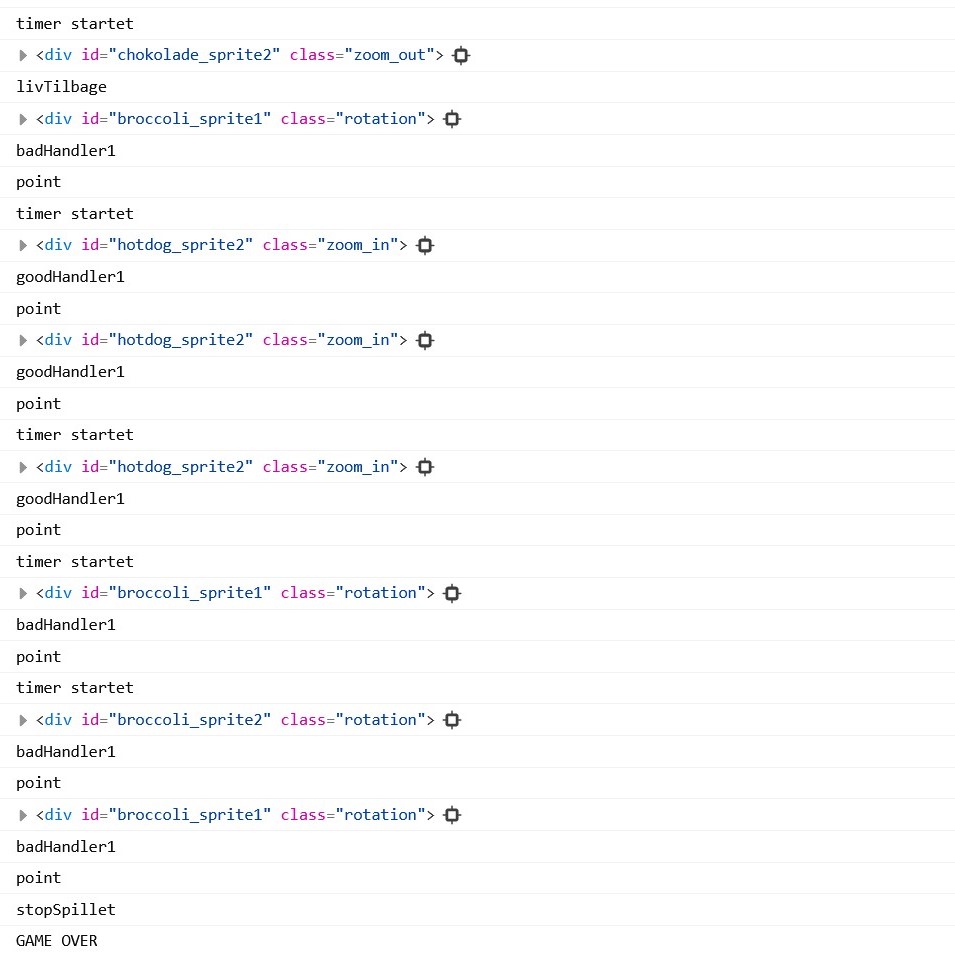 timer startet
<div id="chokolade_sprite2" class="zoom_out">
livTilbage
<div id="broccoli_sprite1" class="rotation">
badHandler1
point
timer startet
<div id="hotdog_sprite2" class="zoom_in">
goodHandler1
point
<div id="hotdog_sprite2" class="zoom_in">
goodHandler1
point
timer startet
<div id="hotdog_sprite2" class="zoom_in">
goodHandler1
point
timer startet
<div id="broccoli_sprite1" class="rotation">
badHandler1
point
timer startet
<div id="broccoli_sprite2" class="rotation">
badHandler1
point
<div id="broccoli_sprite1" class="rotation">
badHandler1
point
stopSpillet
GAME OVER